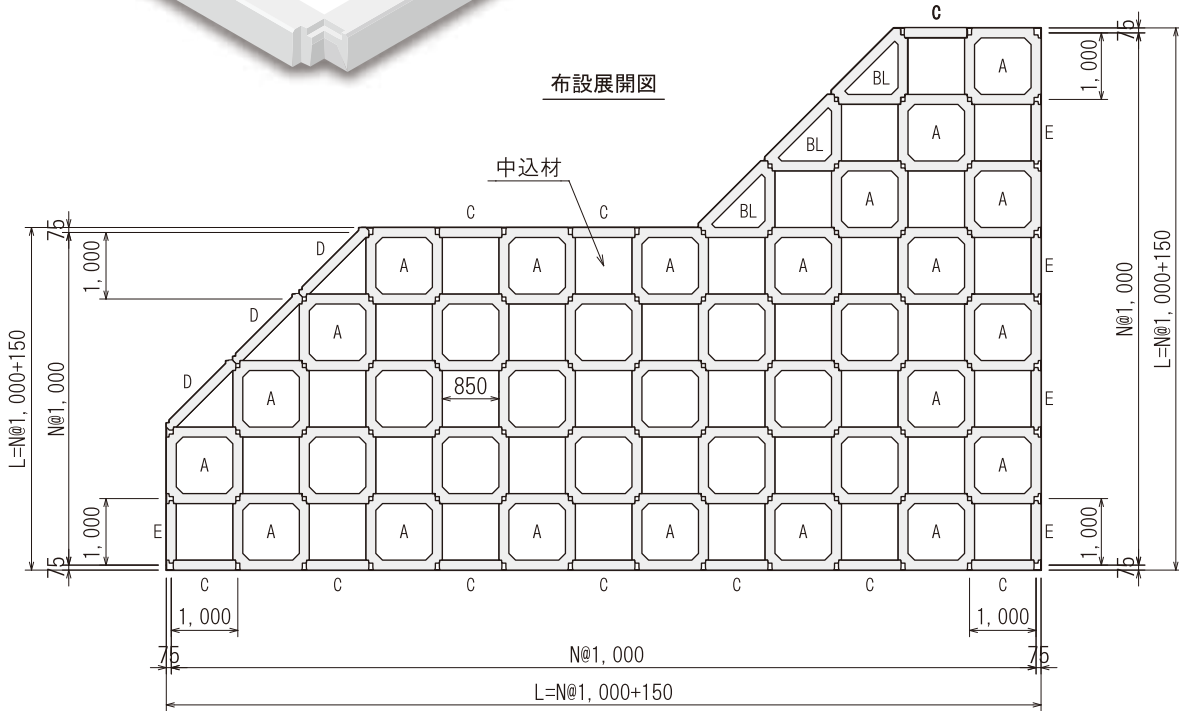 C
75
A
1,000
布設展開図
BL
A
E
BL
中込材
A
A
BL
C
C
75
D
A
A
A
A
A
E
1,000
N@1,000
L=N@1,000+150
D
A
A
D
A
850
A
E
L=N@1,000+150
N@1,000
A
A
1,000
E
A
A
A
A
A
A
E
1,000
75
75
C
C
C
C
C
C
C
1,000
1,000
75
N@1,000
75
L=N@1,000+150